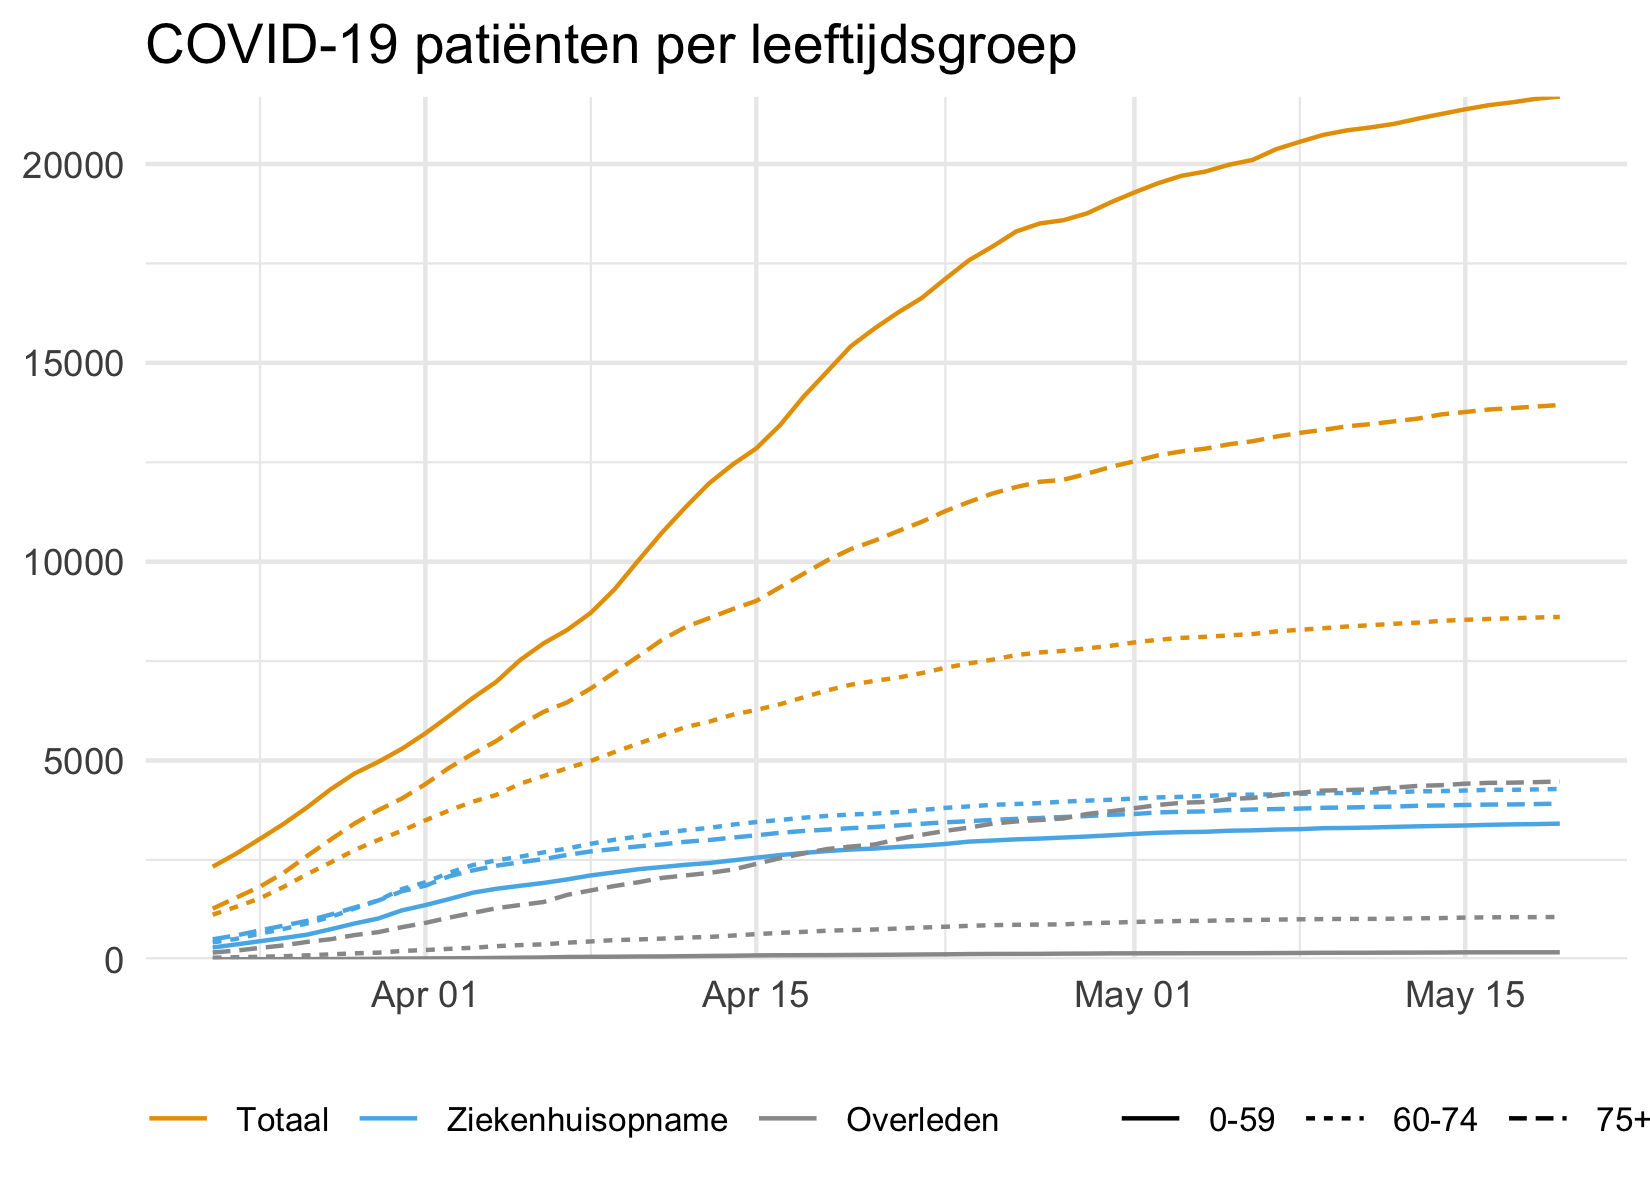 COVID-19 patiënten per leeftijdsgroep
20000
15000
10000
5000
0
Apr 01 Apr 15 May 01 May 15
Totaal Ziekenhuisopname Overleden 0-59 60-74 75+